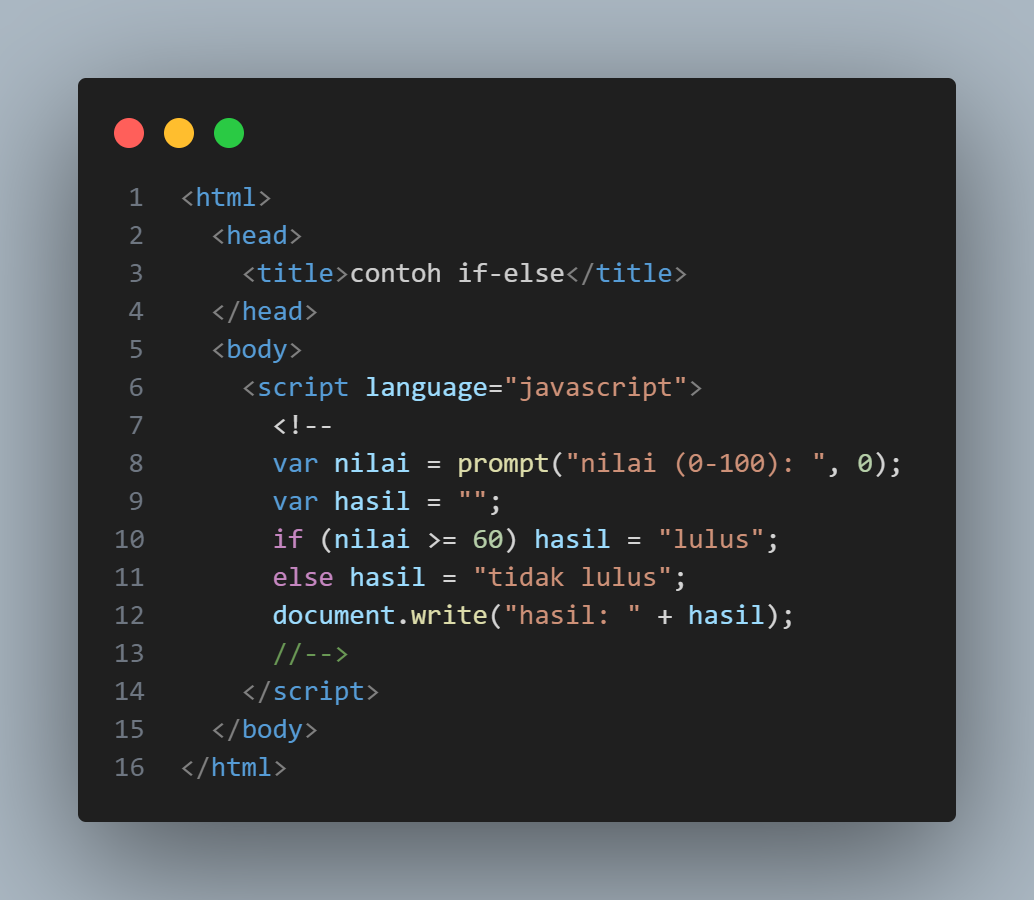 1 <html>
2 <head>
3 <title>contoh if-else</title>
4 </head>
5 <body>
6 <script language="javascript">
7 <!--
8 var nilai = prompt("nilai (0-100): ", 0);
9 var hasil = "";
10 if (nilai >= 60) hasil = "lulus";
11 else hasil = "tidak lulus";
12 document.write("hasil: " + hasil);
13 //-->
14 </script>
15 </body>
16 </html>